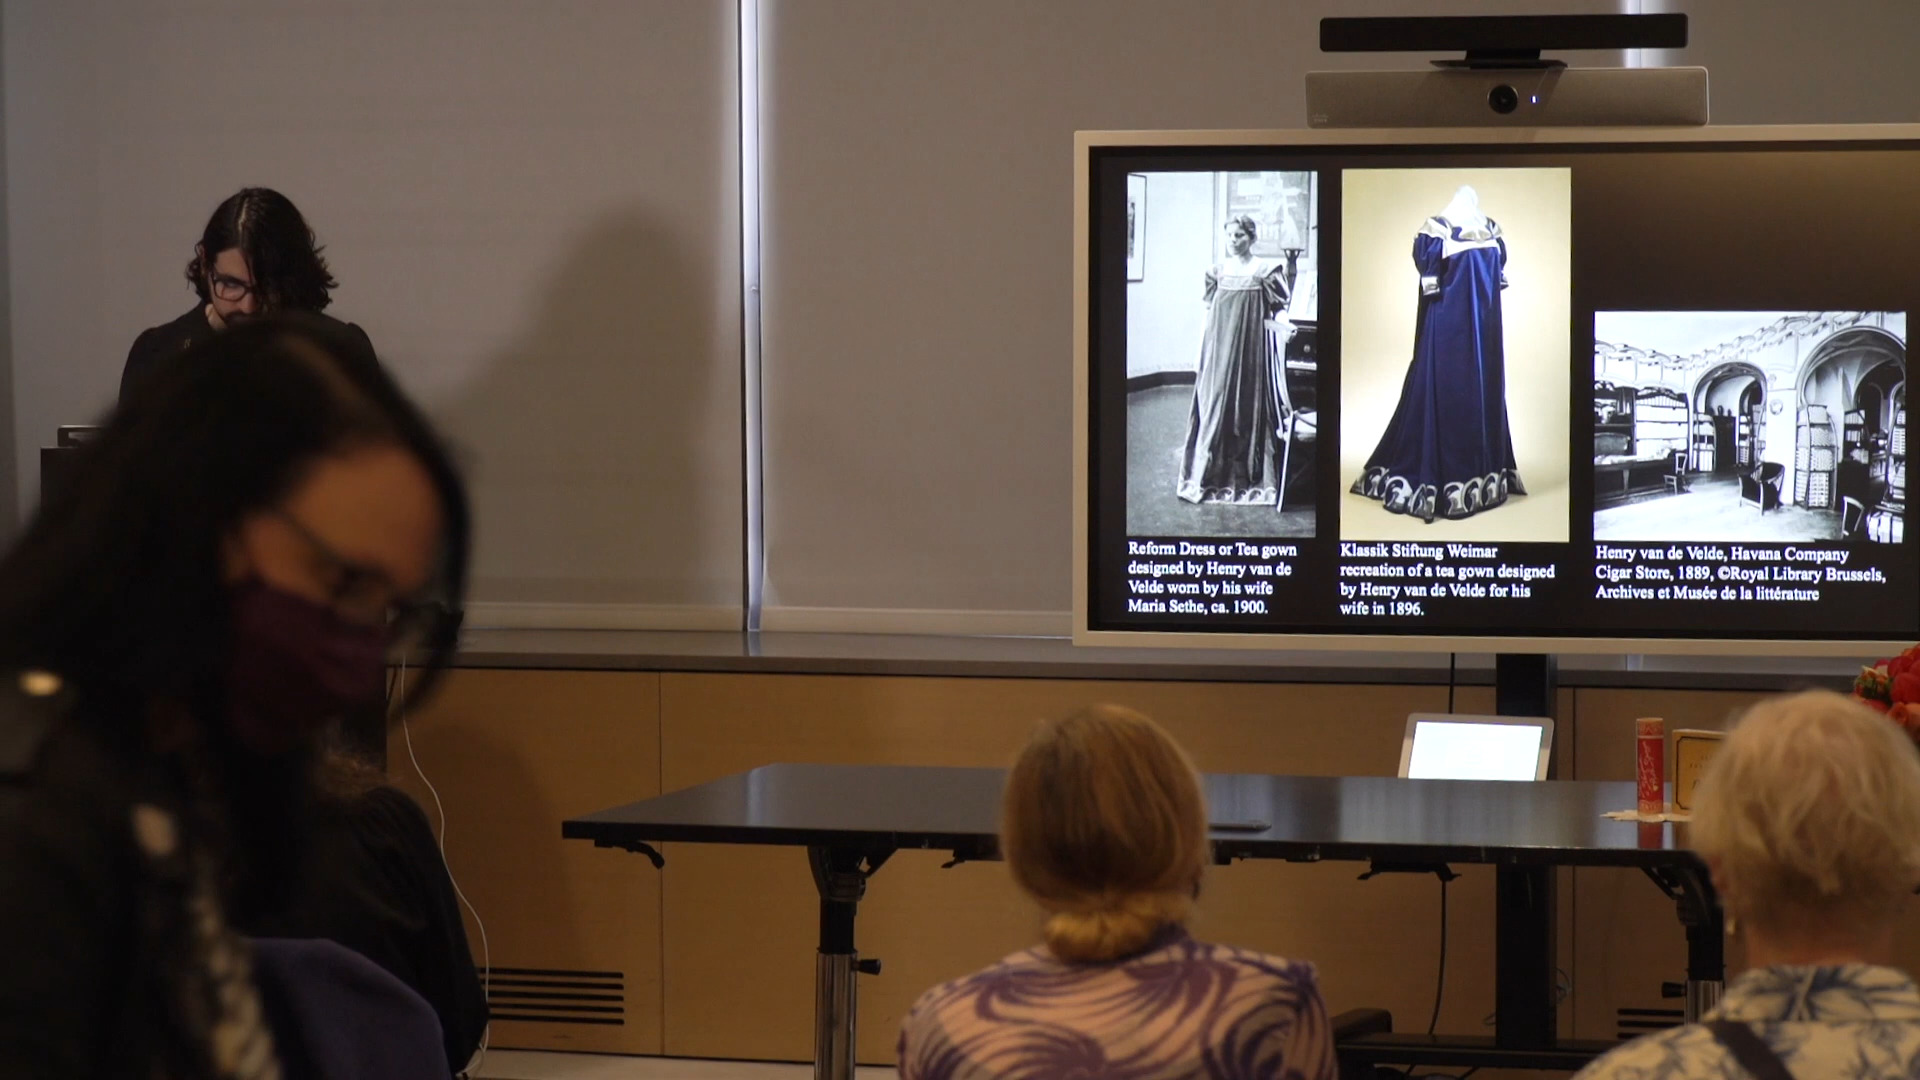 Reform Dress or Tea gown
designed by Henry van de
Velde worn by his wife
Maria Sethe, ca. 1900.
Klassik Stiftung Weimar
recreation of a tea gown designed
by Henry van de Velde for his
wife in 1896.
Henry van de Velde, Havana Company
Cigar Store, 1889, ©Royal Library Brussels,
Archives et Musée de la littérature